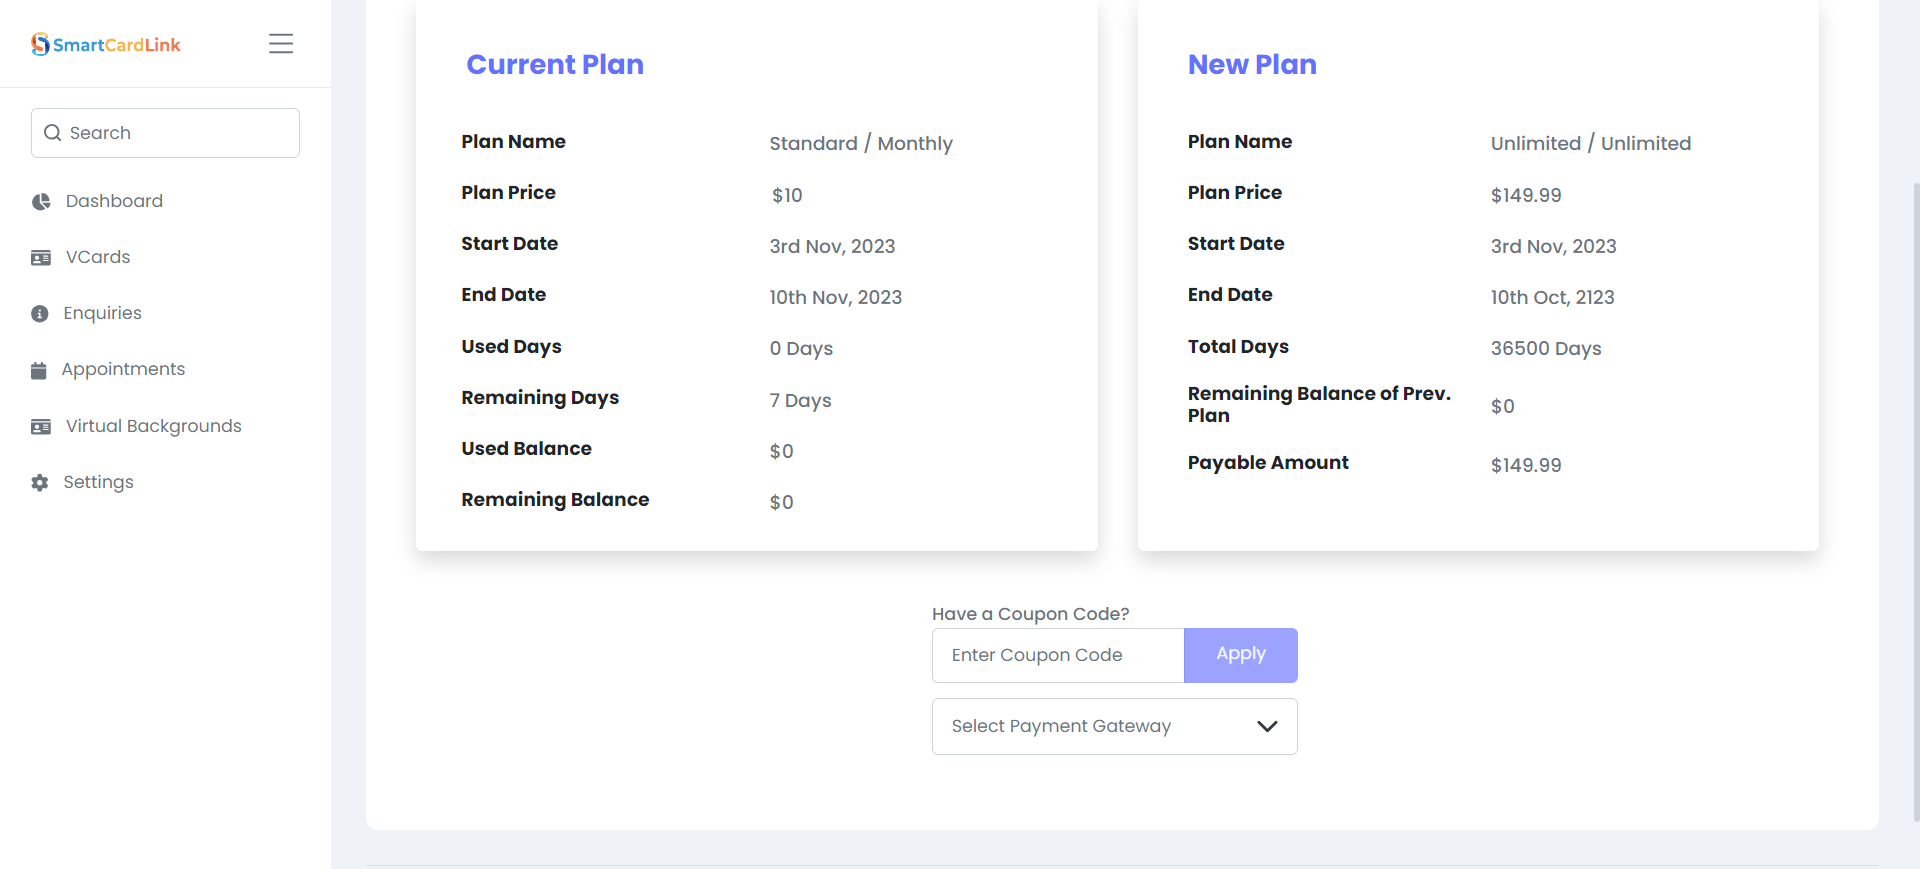 SmartCardLink
Search
Dashboard
VCards
Enquiries
Appointments
Virtual Backgrounds
Settings
Current Plan
Plan Name Standard / Monthly
Plan Price $10
Start Date 3rd Nov, 2023
End Date 10th Nov, 2023
Used Days 0 Days
Remaining Days 7 Days
Used Balance $0
Remaining Balance $0
New Plan
Plan Name Unlimited / Unlimited
Plan Price $149.99
Start Date 3rd Nov, 2023
End Date 10th Oct, 2123
Total Days 36500 Days
Remaining Balance of Prev.
Plan $0
Payable Amount $149.99
Have a Coupon Code?
Enter Coupon Code Apply
Select Payment Gateway